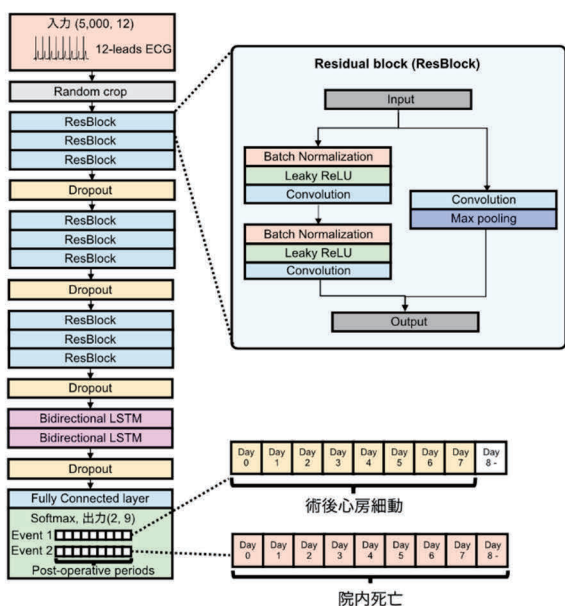 入力 (5,000, 12)
12-leads ECG
Random crop
ResBlock
ResBlock
ResBlock
Dropout
ResBlock
ResBlock
ResBlock
Dropout
ResBlock
ResBlock
ResBlock
Dropout
Bidirectional LSTM
Bidirectional LSTM
Dropout
Fully Connected layer
Softmax, 出力(2, 9)
Event 1
Event 2
Post-operative periods
Residual block (ResBlock)
Input
Batch Normalization
Leaky ReLU
Convolution
Batch Normalization
Leaky ReLU
Convolution
Convolution
Max pooling
Output
Day 0
Day 1
Day 2
Day 3
Day 4
Day 5
Day 6
Day 7
Day 8 -
術後心房細動
Day 0
Day 1
Day 2
Day 3
Day 4
Day 5
Day 6
Day 7
Day 8 -
院内死亡